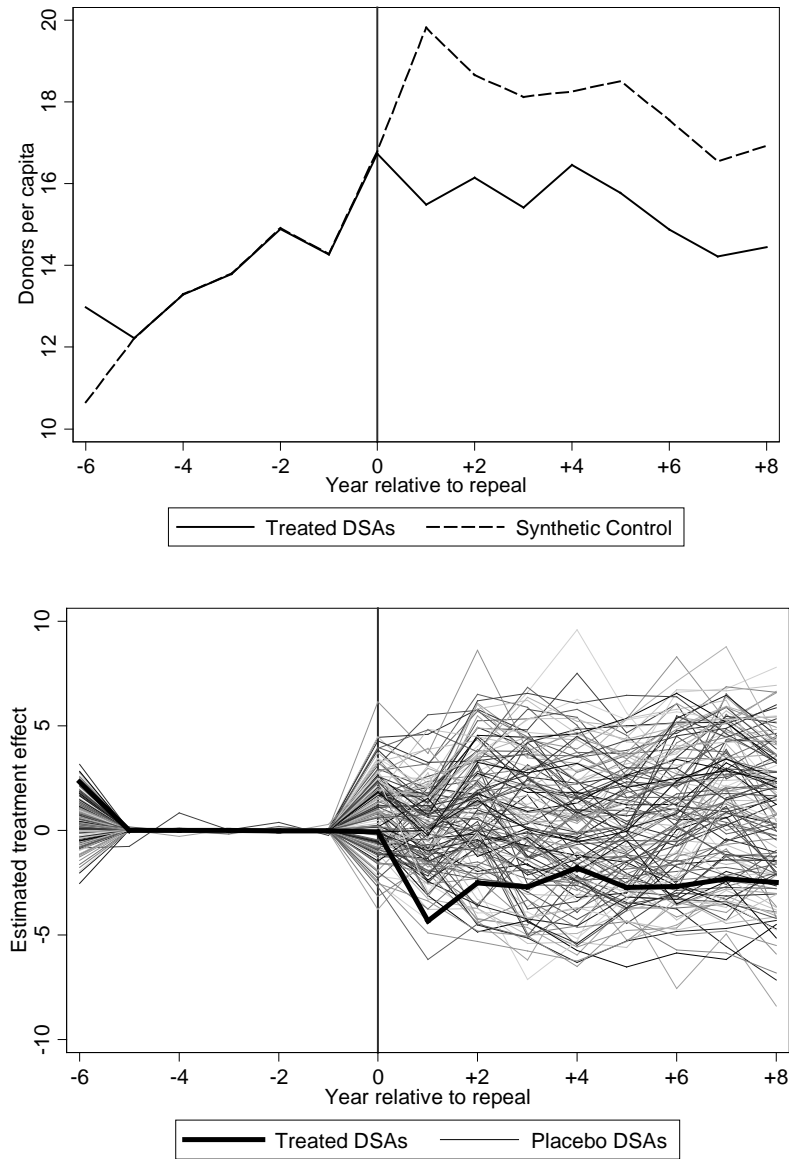 20
18
16
14
12
10
Donors per capita
-6 -4 -2 0 +2 +4 +6 +8
Year relative to repeal
Treated DSAs Synthetic Control
10
5
0
-5
-10
Estimated treatment effect
-6 -4 -2 0 +2 +4 +6 +8
Year relative to repeal
Treated DSAs Placebo DSAs